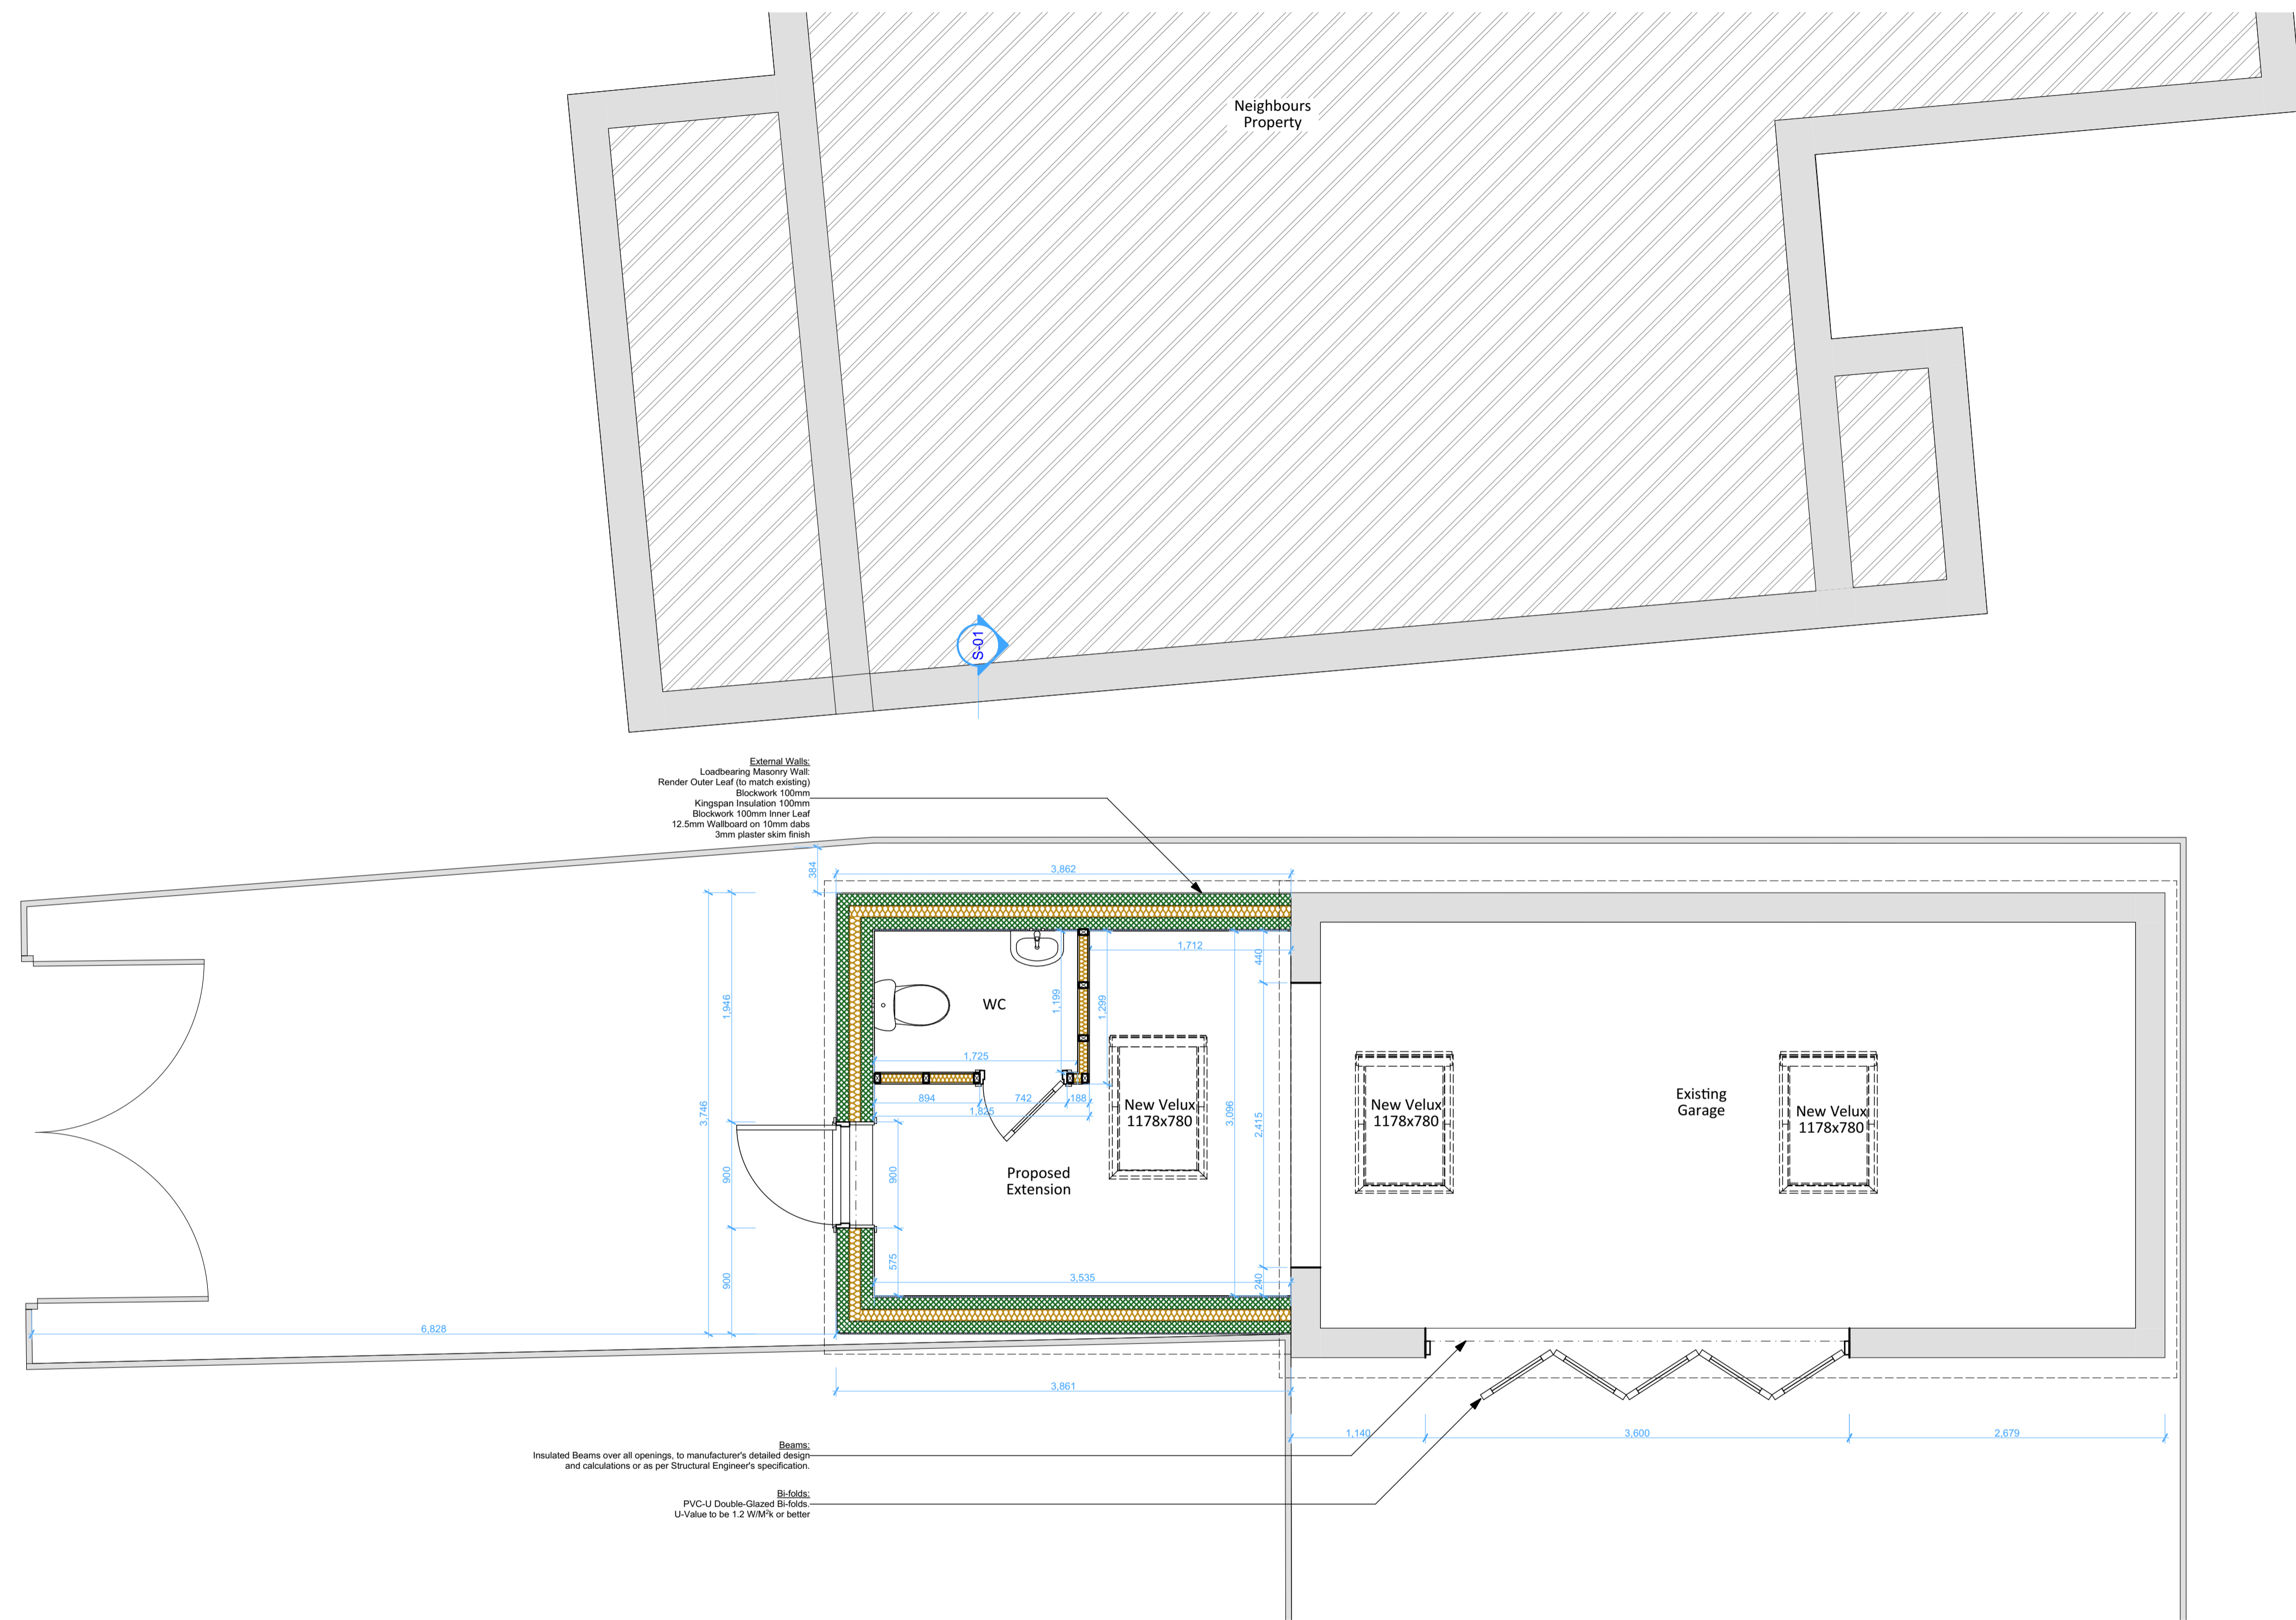 Neighbours
Property
S-01
External Walls:
Loadbearing Masonry Wall:
Render Outer Leaf (to match existing)
Blockwork 100mm
Kingspan Insulation 100mm
Blockwork 100mm Inner Leaf
12.5mm Wallboard on 10mm dabs
3mm plaster skim finish
384
3,862
1,712
440
WC
1,946
1,199
1,299
1,725
894
742
188
1,825
3,746
3,096
2,415
New Velux
1178x780
New Velux
1178x780
New Velux
1178x780
Existing
Garage
900
900
Proposed
Extension
575
900
3,535
240
6,828
3,861
1,140
3,600
2,679
Beams:
Insulated Beams over all openings, to manufacturer's detailed design
and calculations or as per Structural Engineer's specification.
Bi-folds:
PVC-U Double-Glazed Bi-folds.
U-Value to be 1.2 W/M²k or better